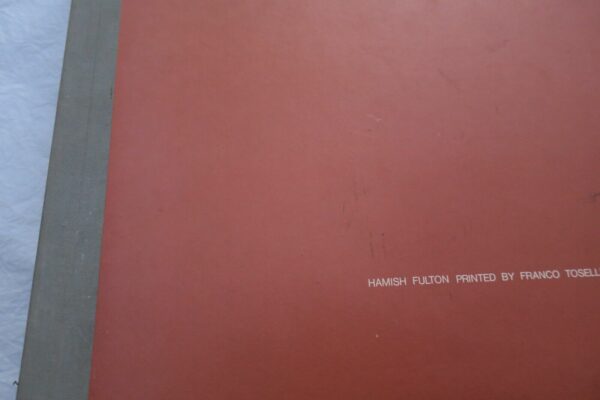 HAMISH FULTON PRINTED BY FRANCO TOSELL